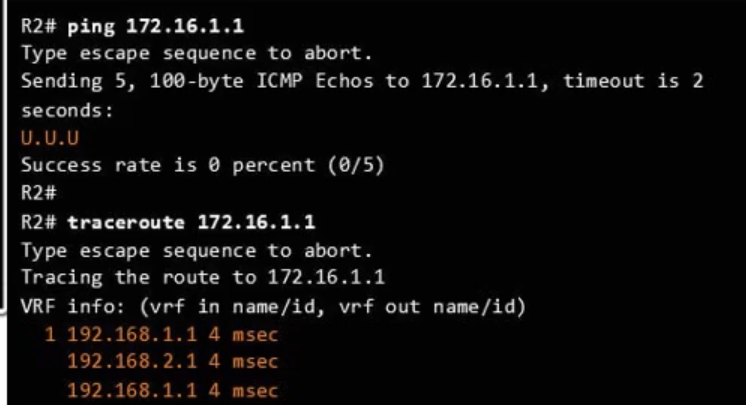 R2# ping 172.16.1.1
Type escape sequence to abort.
Sending 5, 100-byte ICMP Echos to 172.16.1.1, timeout is 2
seconds:
U.U.U
Success rate is 0 percent (0/5)
R2#
R2# traceroute 172.16.1.1
Type escape sequence to abort.
Tracing the route to 172.16.1.1
VRF info: (vrf in name/id, vrf out name/id)
1 192.168.1.1 4 msec
192.168.2.1 4 msec
192.168.1.1 4 msec